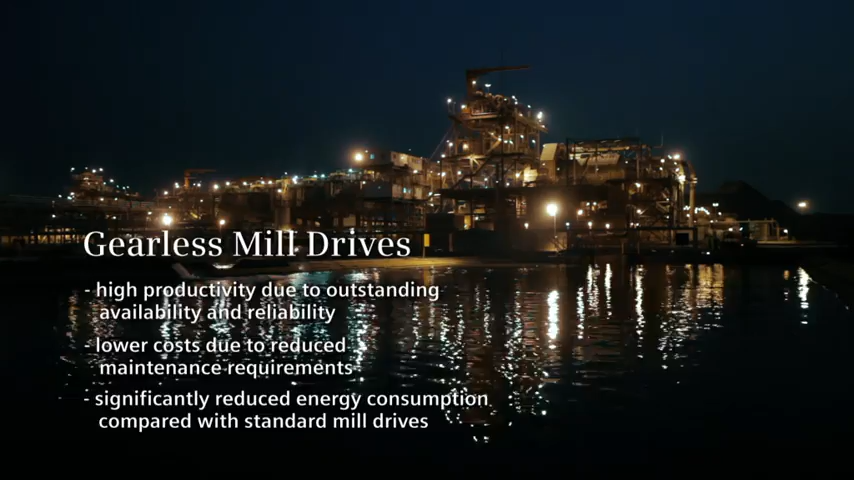 Gearless Mill Drives
- high productivity due to outstanding
availability and reliability
- lower costs due to reduced
maintenance requirements
- significantly reduced energy consumption
compared with standard mill drives